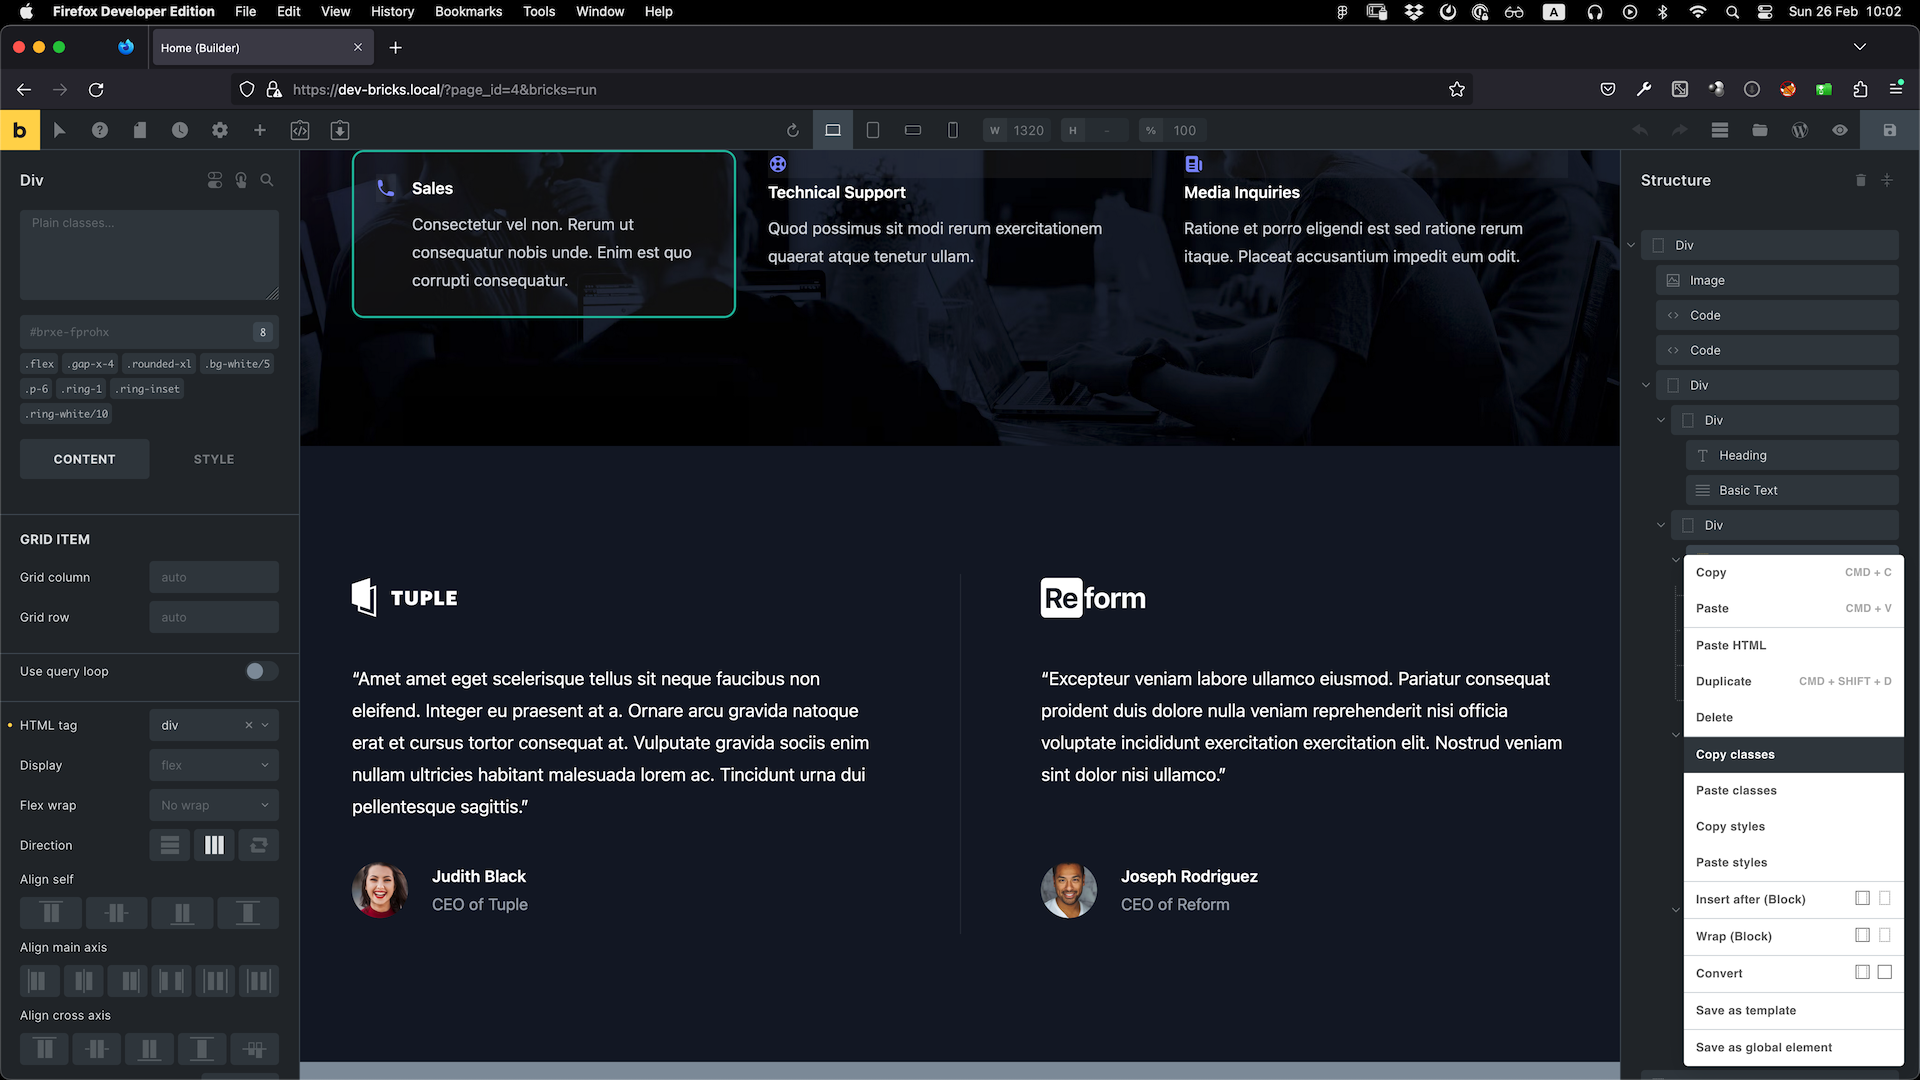 Firefox Developer Edition File Edit View History Bookmarks Tools Window Help A Sun 26 Feb 10:02
Home (Builder)
https://dev-bricks.local/?page_id=4&bricks=run
b W 1320 H - % 100
Div
Plain classes...
#brxe-fprohx 8
.flex .gap-x-4 .rounded-xl .bg-white/5
.p-6 .ring-1 .ring-inset
.ring-white/10
CONTENT STYLE
GRID ITEM
Grid column auto
Grid row auto
Use query loop
HTML tag div
Display flex
Flex wrap No wrap
Direction
Align self
Align main axis
Align cross axis
Sales
Consectetur vel non. Rerum ut
consequatur nobis unde. Enim est quo
corrupti consequatur.
Technical Support
Quod possimus sit modi rerum exercitationem
quaerat atque tenetur ullam.
Media Inquiries
Ratione et porro eligendi est sed ratione rerum
itaque. Placeat accusantium impedit eum odit.
TUPLE
“Amet amet eget scelerisque tellus sit neque faucibus non
eleifend. Integer eu praesent at a. Ornare arcu gravida natoque
erat et cursus tortor consequat at. Vulputate gravida sociis enim
nullam ultricies habitant malesuada lorem ac. Tincidunt urna dui
pellentesque sagittis.”
Judith Black
CEO of Tuple
Reform
“Excepteur veniam labore ullamco eiusmod. Pariatur consequat
proident duis dolore nulla veniam reprehenderit nisi officia
voluptate incididunt exercitation exercitation elit. Nostrud veniam
sint dolor nisi ullamco.”
Joseph Rodriguez
CEO of Reform
Structure
Div
Image
Code
Code
Div
Div
Heading
Basic Text
Div
Copy CMD + C
Paste CMD + V
Paste HTML
Duplicate CMD + SHIFT + D
Delete
Copy classes
Paste classes
Copy styles
Paste styles
Insert after (Block)
Wrap (Block)
Convert
Save as template
Save as global element